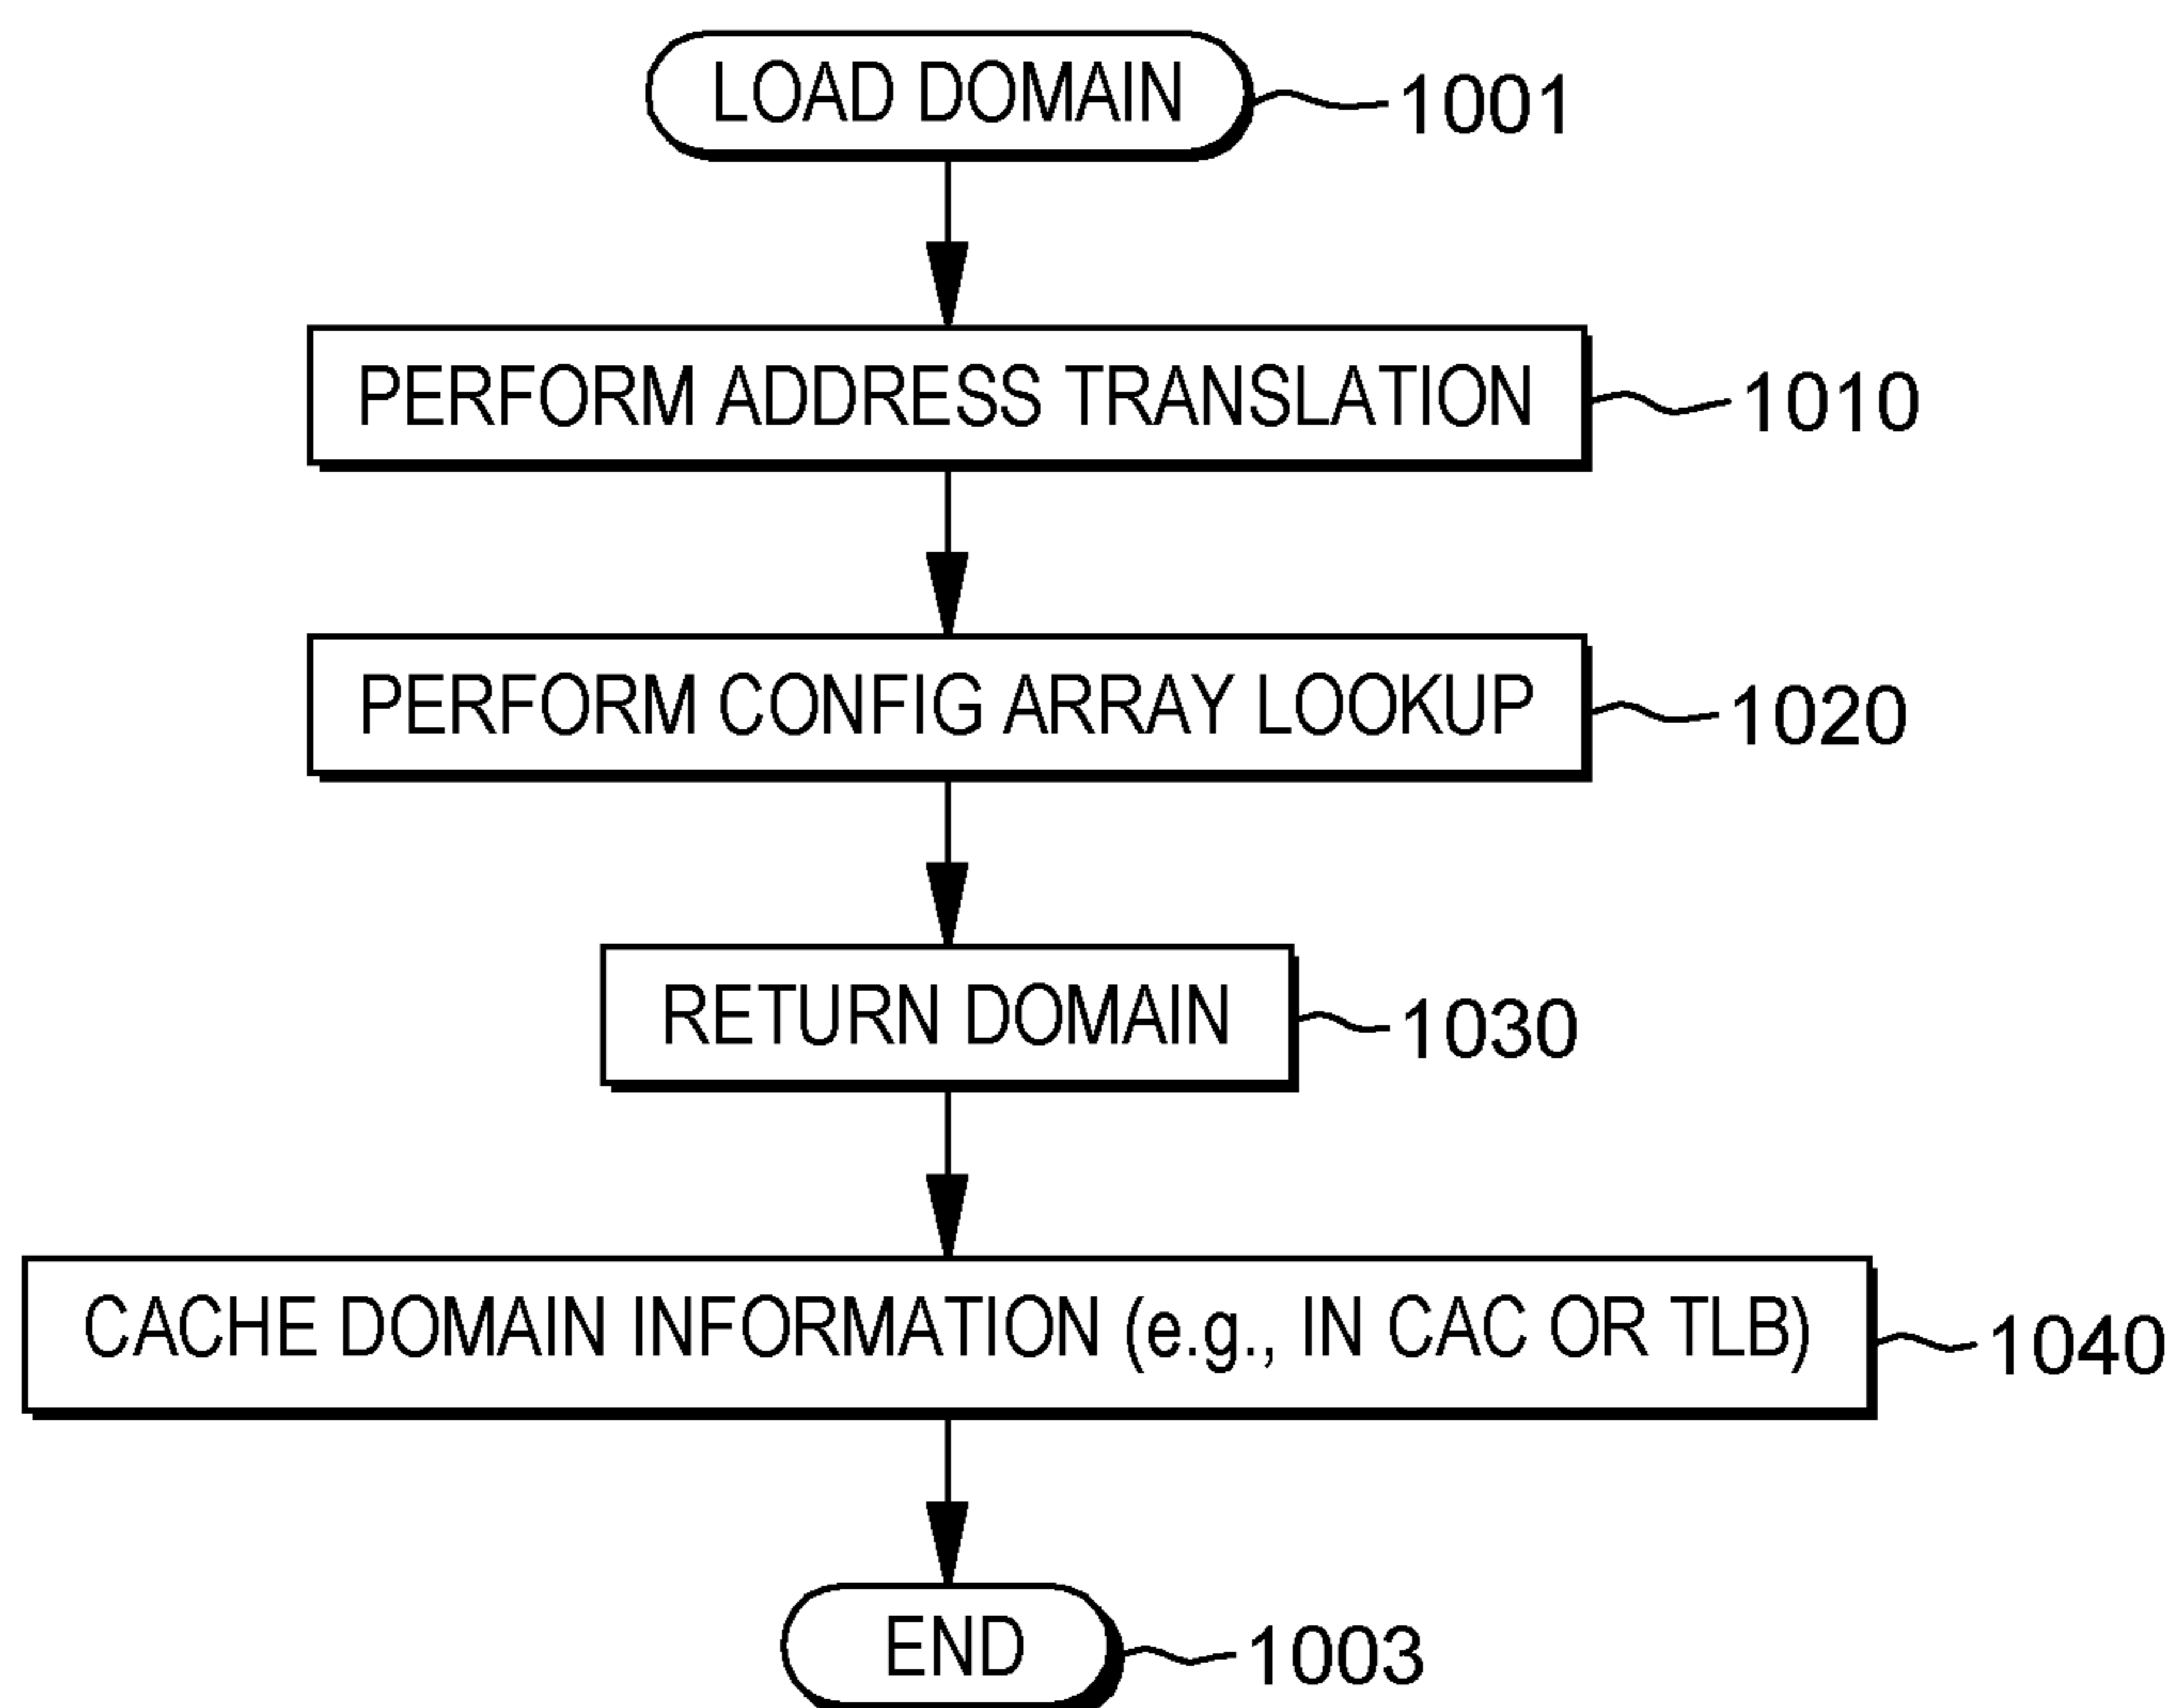 LOAD DOMAIN 1001
PERFORM ADDRESS TRANSLATION 1010
PERFORM CONFIG ARRAY LOOKUP 1020
RETURN DOMAIN 1030
CACHE DOMAIN INFORMATION (e.g., IN CAC OR TLB) 1040
END 1003